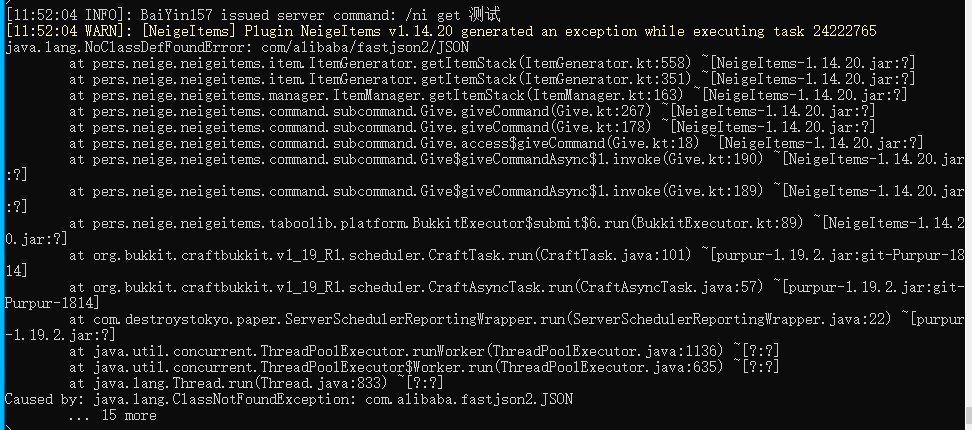 [11:52:04 INFO]: BaiYin157 issued server command: /ni get 测试
[11:52:04 WARN]: [NeigeItems] Plugin NeigeItems v1.14.20 generated an exception while executing task 24222765
java.lang.NoClassDefFoundError: com/alibaba/fastjson2/JSON
at pers.neige.neigeitems.item.ItemGenerator.getItemStack(ItemGenerator.kt:558) ~[NeigeItems-1.14.20.jar:?]
at pers.neige.neigeitems.item.ItemGenerator.getItemStack(ItemGenerator.kt:351) ~[NeigeItems-1.14.20.jar:?]
at pers.neige.neigeitems.manager.ItemManager.getItemStack(ItemManager.kt:163) ~[NeigeItems-1.14.20.jar:?]
at pers.neige.neigeitems.command.subcommand.Give.giveCommand(Give.kt:267) ~[NeigeItems-1.14.20.jar:?]
at pers.neige.neigeitems.command.subcommand.Give.giveCommand(Give.kt:178) ~[NeigeItems-1.14.20.jar:?]
at pers.neige.neigeitems.command.subcommand.Give.access$giveCommand(Give.kt:18) ~[NeigeItems-1.14.20.jar:?]
at pers.neige.neigeitems.command.subcommand.Give$giveCommandAsync$1.invoke(Give.kt:190) ~[NeigeItems-1.14.20.jar
:?]
at pers.neige.neigeitems.command.subcommand.Give$giveCommandAsync$1.invoke(Give.kt:189) ~[NeigeItems-1.14.20.jar
:?]
at pers.neige.neigeitems.taboolib.platform.BukkitExecutor$submit$6.run(BukkitExecutor.kt:89) ~[NeigeItems-1.14.2
0.jar:?]
at org.bukkit.craftbukkit.v1_19_R1.scheduler.CraftTask.run(CraftTask.java:101) ~[purpur-1.19.2.jar:git-Purpur-18
14]
at org.bukkit.craftbukkit.v1_19_R1.scheduler.CraftAsyncTask.run(CraftAsyncTask.java:57) ~[purpur-1.19.2.jar:git-
Purpur-1814]
at com.destroystokyo.paper.ServerSchedulerReportingWrapper.run(ServerSchedulerReportingWrapper.java:22) ~[purpur
-1.19.2.jar:?]
at java.util.concurrent.ThreadPoolExecutor.runWorker(ThreadPoolExecutor.java:1136) ~[?:?]
at java.util.concurrent.ThreadPoolExecutor$Worker.run(ThreadPoolExecutor.java:635) ~[?:?]
at java.lang.Thread.run(Thread.java:833) ~[?:?]
Caused by: java.lang.ClassNotFoundException: com.alibaba.fastjson2.JSON
... 15 more